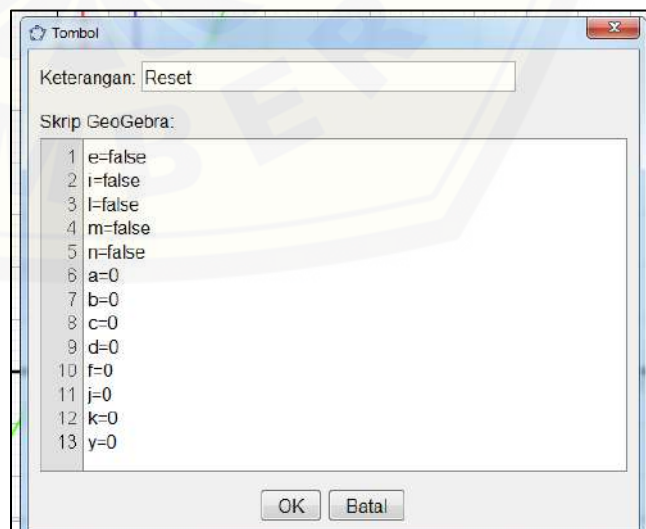 Tombol
Keterangan: Reset
Skrip GeoGebra:
1 e=false
2 i=false
3 l=false
4 m=false
5 n=false
6 a=0
7 b=0
8 c=0
9 d=0
10 f=0
11 j=0
12 k=0
13 y=0
OK Batal